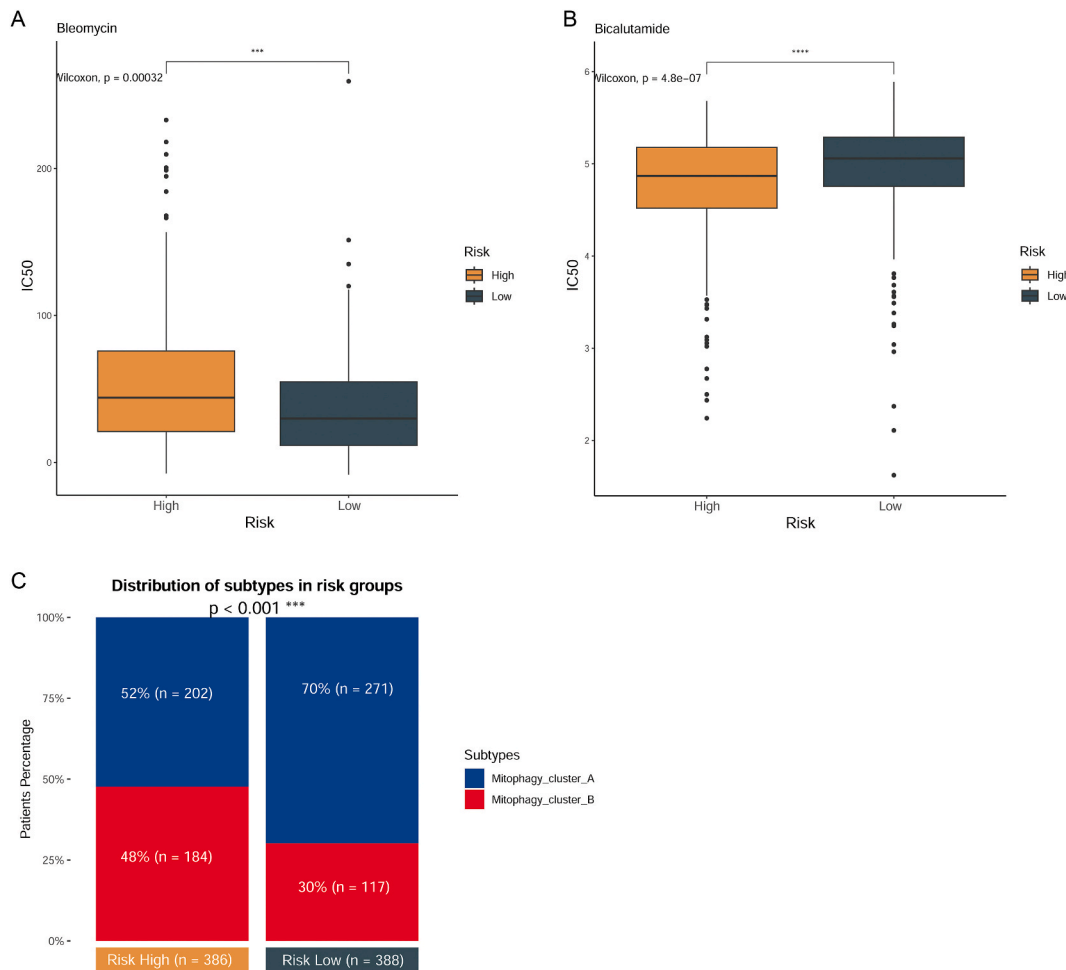 A
Bleomycin
***
Wilcoxon, p = 0.00032
200
100
0
IC50
High
Low
Risk
Risk
High
Low
B
Bicalutamide
****
Wilcoxon, p = 4.8e−07
6
5
4
3
2
IC50
High
Low
Risk
Risk
High
Low
C
Distribution of subtypes in risk groups
p < 0.001 ***
100%
75%
50%
25%
0%
Patients Percentage
52% (n = 202)
70% (n = 271)
48% (n = 184)
30% (n = 117)
Risk High (n = 386)
Risk Low (n = 388)
Subtypes
Mitophagy_cluster_A
Mitophagy_cluster_B